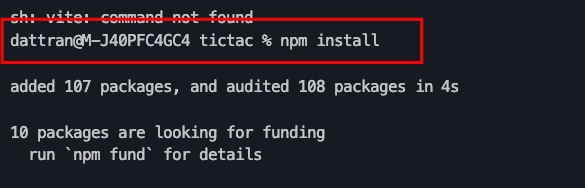 sh: vite: command not found
dattran@M-J40PFC4GC4 tictac % npm install
added 107 packages, and audited 108 packages in 4s
10 packages are looking for funding
run `npm fund` for details